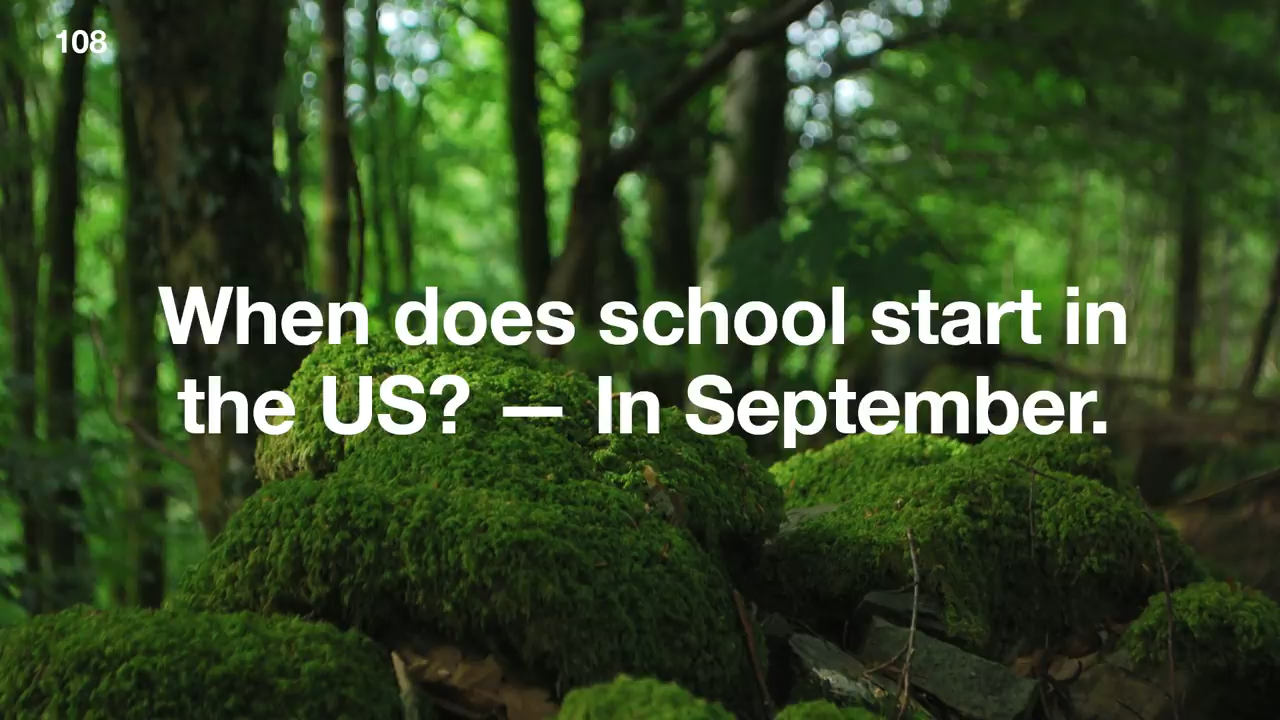 108
When does school start in
the US? — In September.